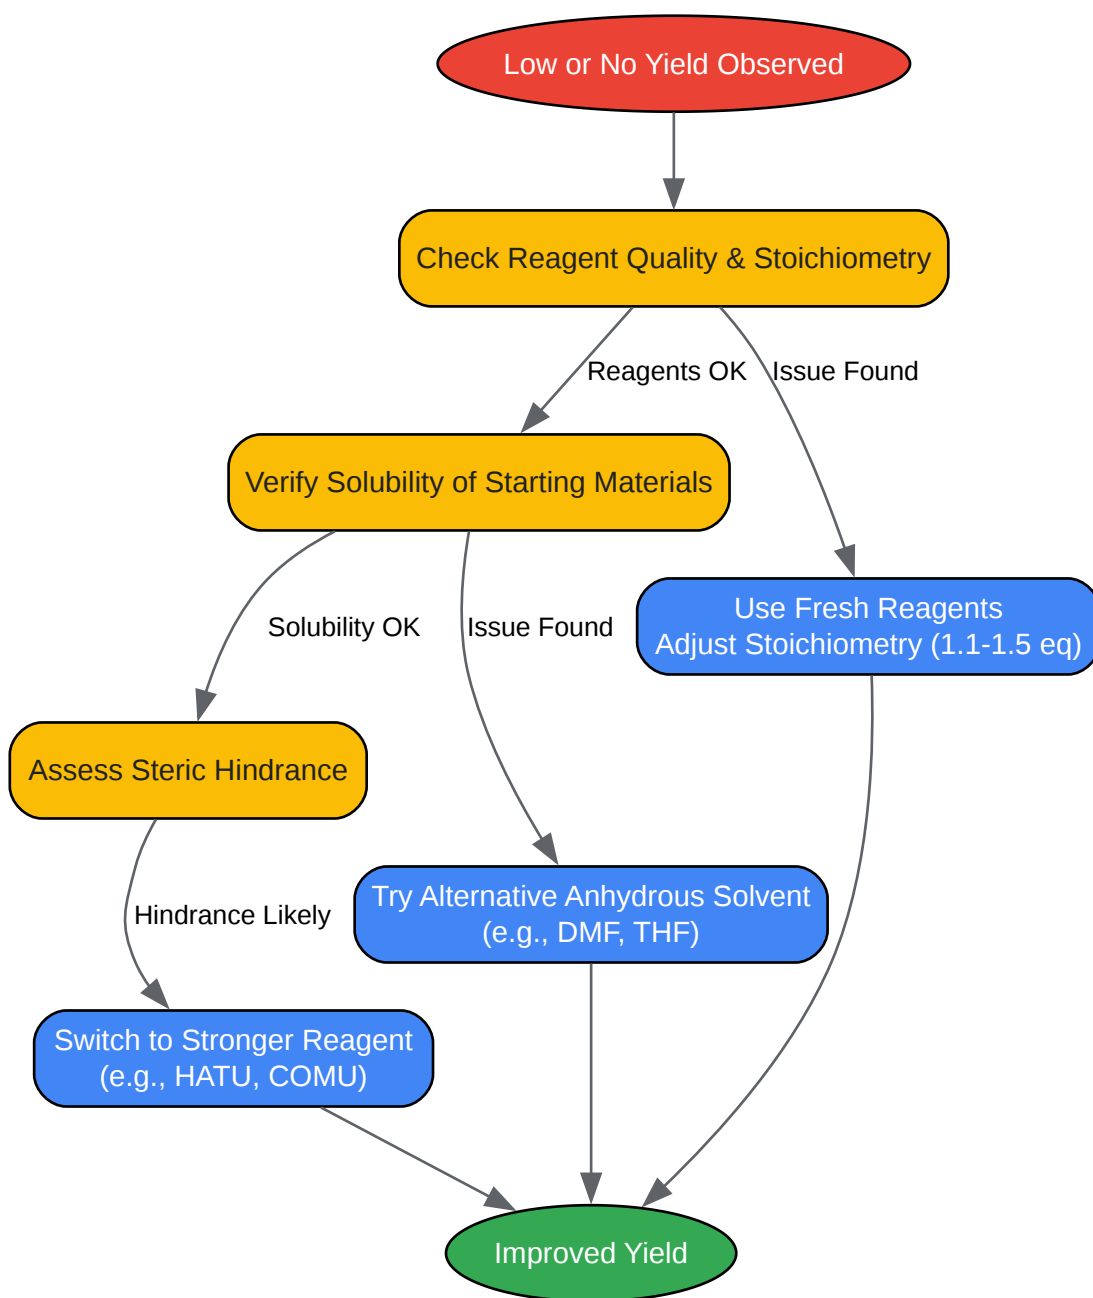 Low or No Yield Observed
Check Reagent Quality & Stoichiometry
Reagents OK
Issue Found
Verify Solubility of Starting Materials
Use Fresh Reagents
Adjust Stoichiometry (1.1-1.5 eq)
Solubility OK
Issue Found
Assess Steric Hindrance
Try Alternative Anhydrous Solvent
(e.g., DMF, THF)
Hindrance Likely
Switch to Stronger Reagent
(e.g., HATU, COMU)
Improved Yield